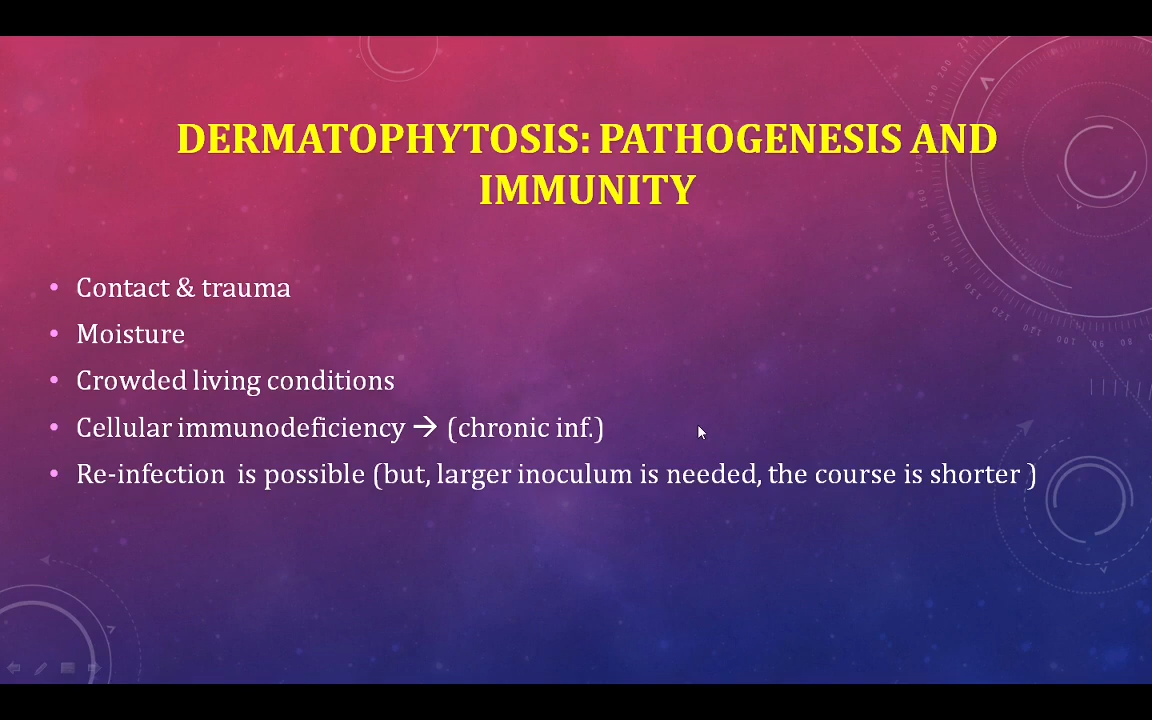 DERMATOPHYTOSIS: PATHOGENESIS AND
IMMUNITY
• Contact & trauma
• Moisture
• Crowded living conditions
• Cellular immunodeficiency → (chronic inf.)
• Re-infection is possible (but, larger inoculum is needed, the course is shorter )